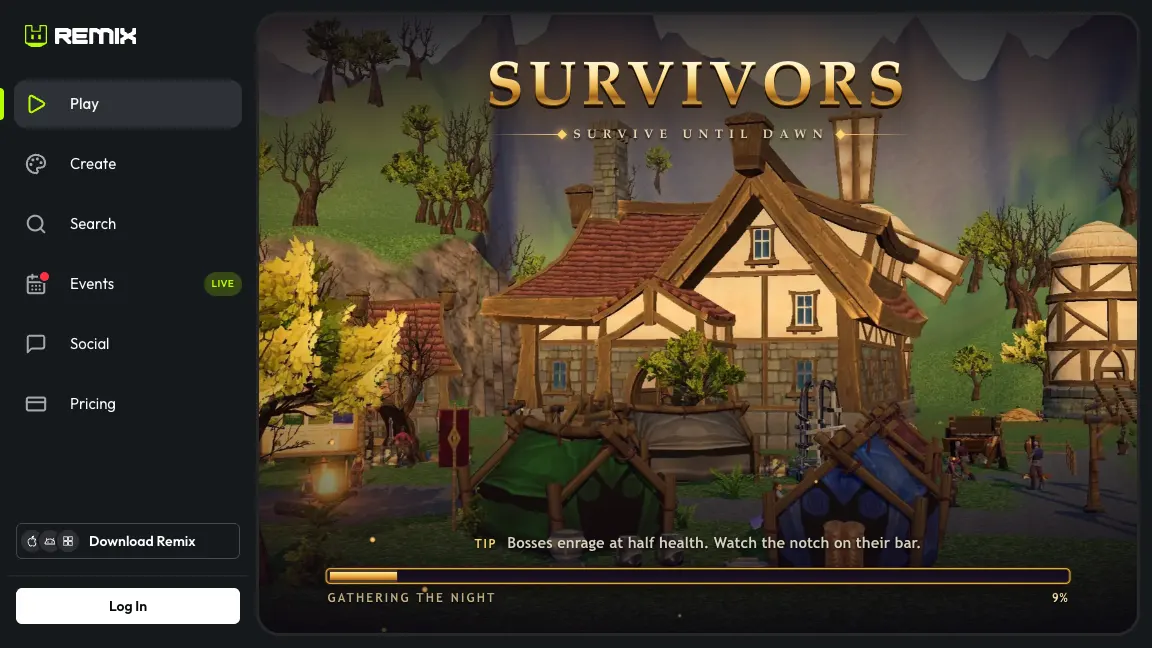 REMIX
Play
Create
Search
Events
LIVE
Social
Pricing
Download Remix
Log In
SURVIVORS
SURVIVE UNTIL DAWN
TIP Bosses enrage at half health. Watch the notch on their bar.
GATHERING THE NIGHT
9%